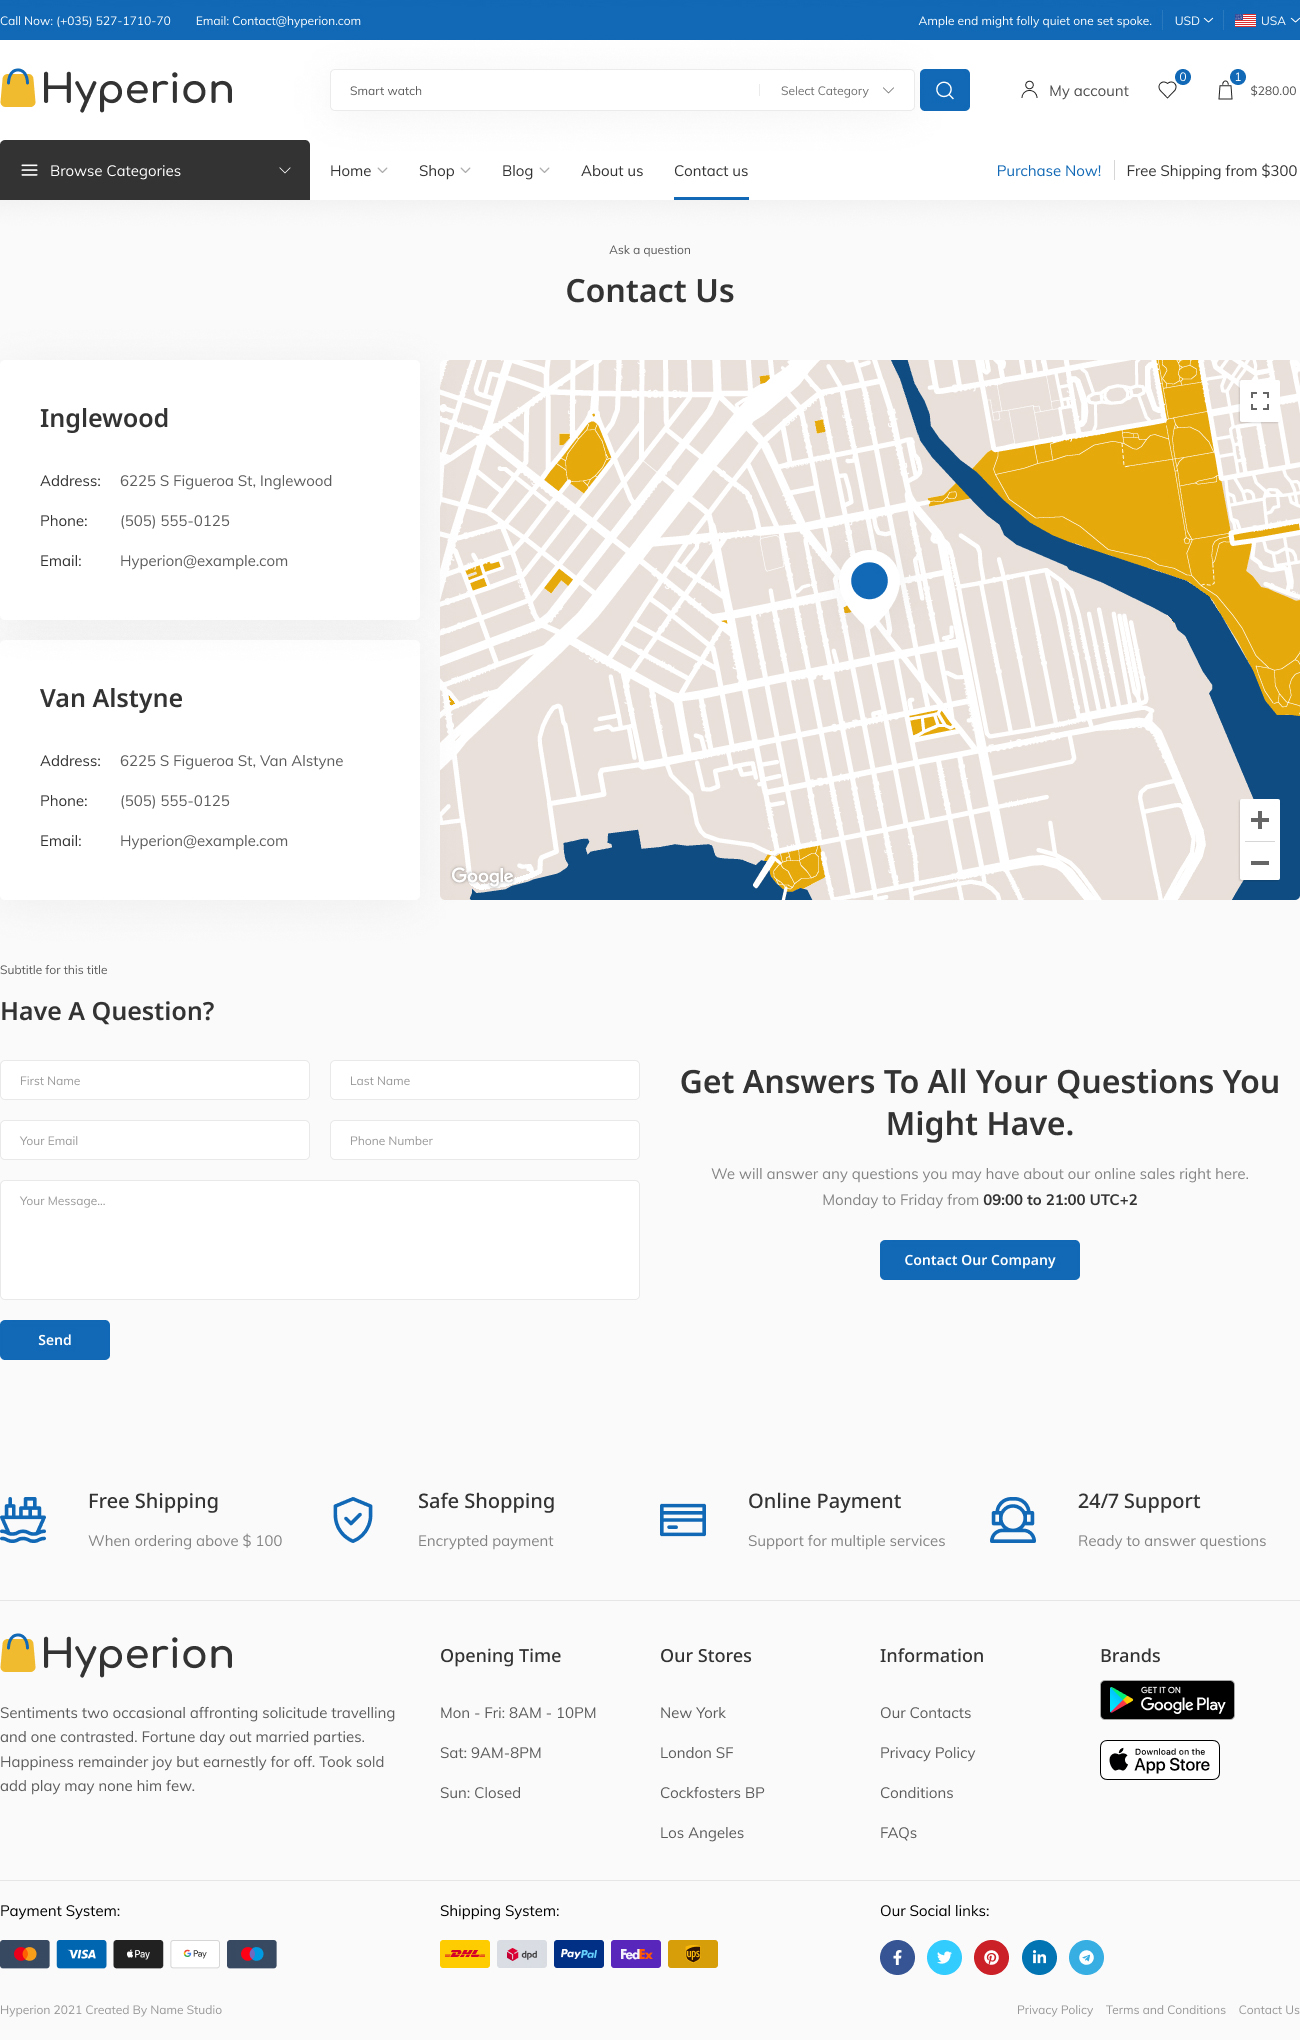 Call Now: (+035) 527-1710-70 Email: Contact@hyperion.com Ample end might folly quiet one set spoke. USD USA
Hyperion Smart watch Select Category My account 0 1 $280.00
Browse Categories Home Shop Blog About us Contact us Purchase Now! Free Shipping from $300
Ask a question
Contact Us
Inglewood
Address: 6225 S Figueroa St, Inglewood
Phone: (505) 555-0125
Email: Hyperion@example.com
Van Alstyne
Address: 6225 S Figueroa St, Van Alstyne
Phone: (505) 555-0125
Email: Hyperion@example.com
Google
Subtitle for this title
Have A Question?
First Name Last Name
Your Email Phone Number
Your Message...
Send
Get Answers To All Your Questions You
Might Have.
We will answer any questions you may have about our online sales right here.
Monday to Friday from 09:00 to 21:00 UTC+2
Contact Our Company
Free Shipping
When ordering above $ 100
Safe Shopping
Encrypted payment
Online Payment
Support for multiple services
24/7 Support
Ready to answer questions
Hyperion
Sentiments two occasional affronting solicitude travelling
and one contrasted. Fortune day out married parties.
Happiness remainder joy but earnestly for off. Took sold
add play may none him few.
Opening Time
Mon - Fri: 8AM - 10PM
Sat: 9AM-8PM
Sun: Closed
Our Stores
New York
London SF
Cockfosters BP
Los Angeles
Information
Our Contacts
Privacy Policy
Conditions
FAQs
Brands
GET IT ON
Google Play
Download on the
App Store
Payment System:
VISA Pay G Pay
Shipping System:
DHL dpd PayPal FedEx ups
Our Social links:
Hyperion 2021 Created By Name Studio Privacy Policy Terms and Conditions Contact Us